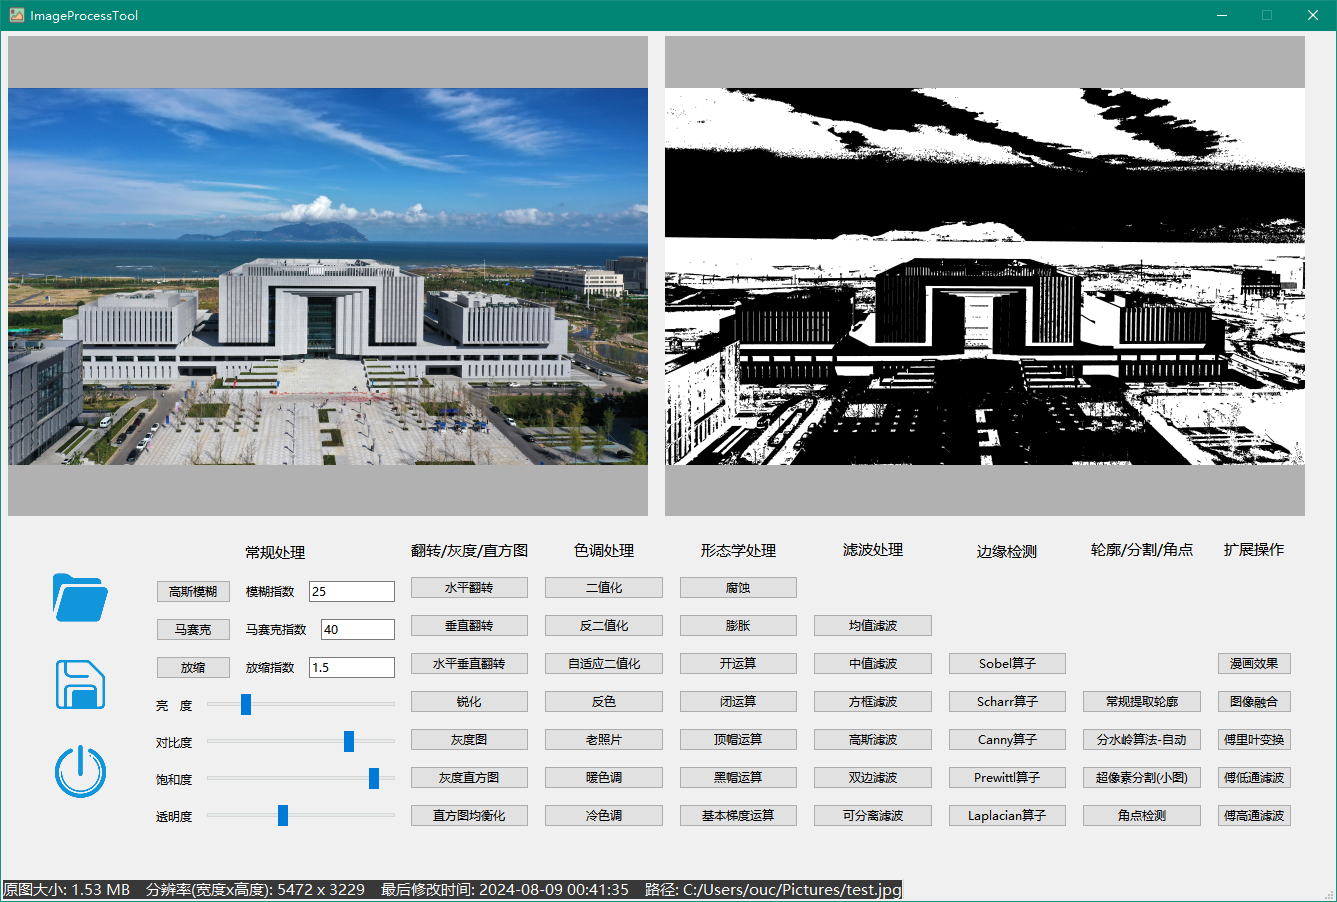 ImageProcessTool
常规处理 翻转/灰度/直方图 色调处理 形态学处理 滤波处理 边缘检测 轮廓/分割/角点 扩展操作
高斯模糊 模糊指数 25 水平翻转 二值化 腐蚀
马赛克 马赛克指数 40 垂直翻转 反二值化 膨胀 均值滤波
放缩 放缩指数 1.5 水平垂直翻转 自适应二值化 开运算 中值滤波 Sobel算子 漫画效果
亮 度 锐化 反色 闭运算 方框滤波 Scharr算子 常规提取轮廓 图像融合
对比度 灰度图 老照片 顶帽运算 高斯滤波 Canny算子 分水岭算法-自动 傅里叶变换
饱和度 灰度直方图 暖色调 黑帽运算 双边滤波 Prewittl算子 超像素分割(小图) 傅低通滤波
透明度 直方图均衡化 冷色调 基本梯度运算 可分离滤波 Laplacian算子 角点检测 傅高通滤波
原图大小: 1.53 MB 分辨率(宽度x高度): 5472 x 3229 最后修改时间: 2024-08-09 00:41:35 路径: C:/Users/ouc/Pictures/test.jpg